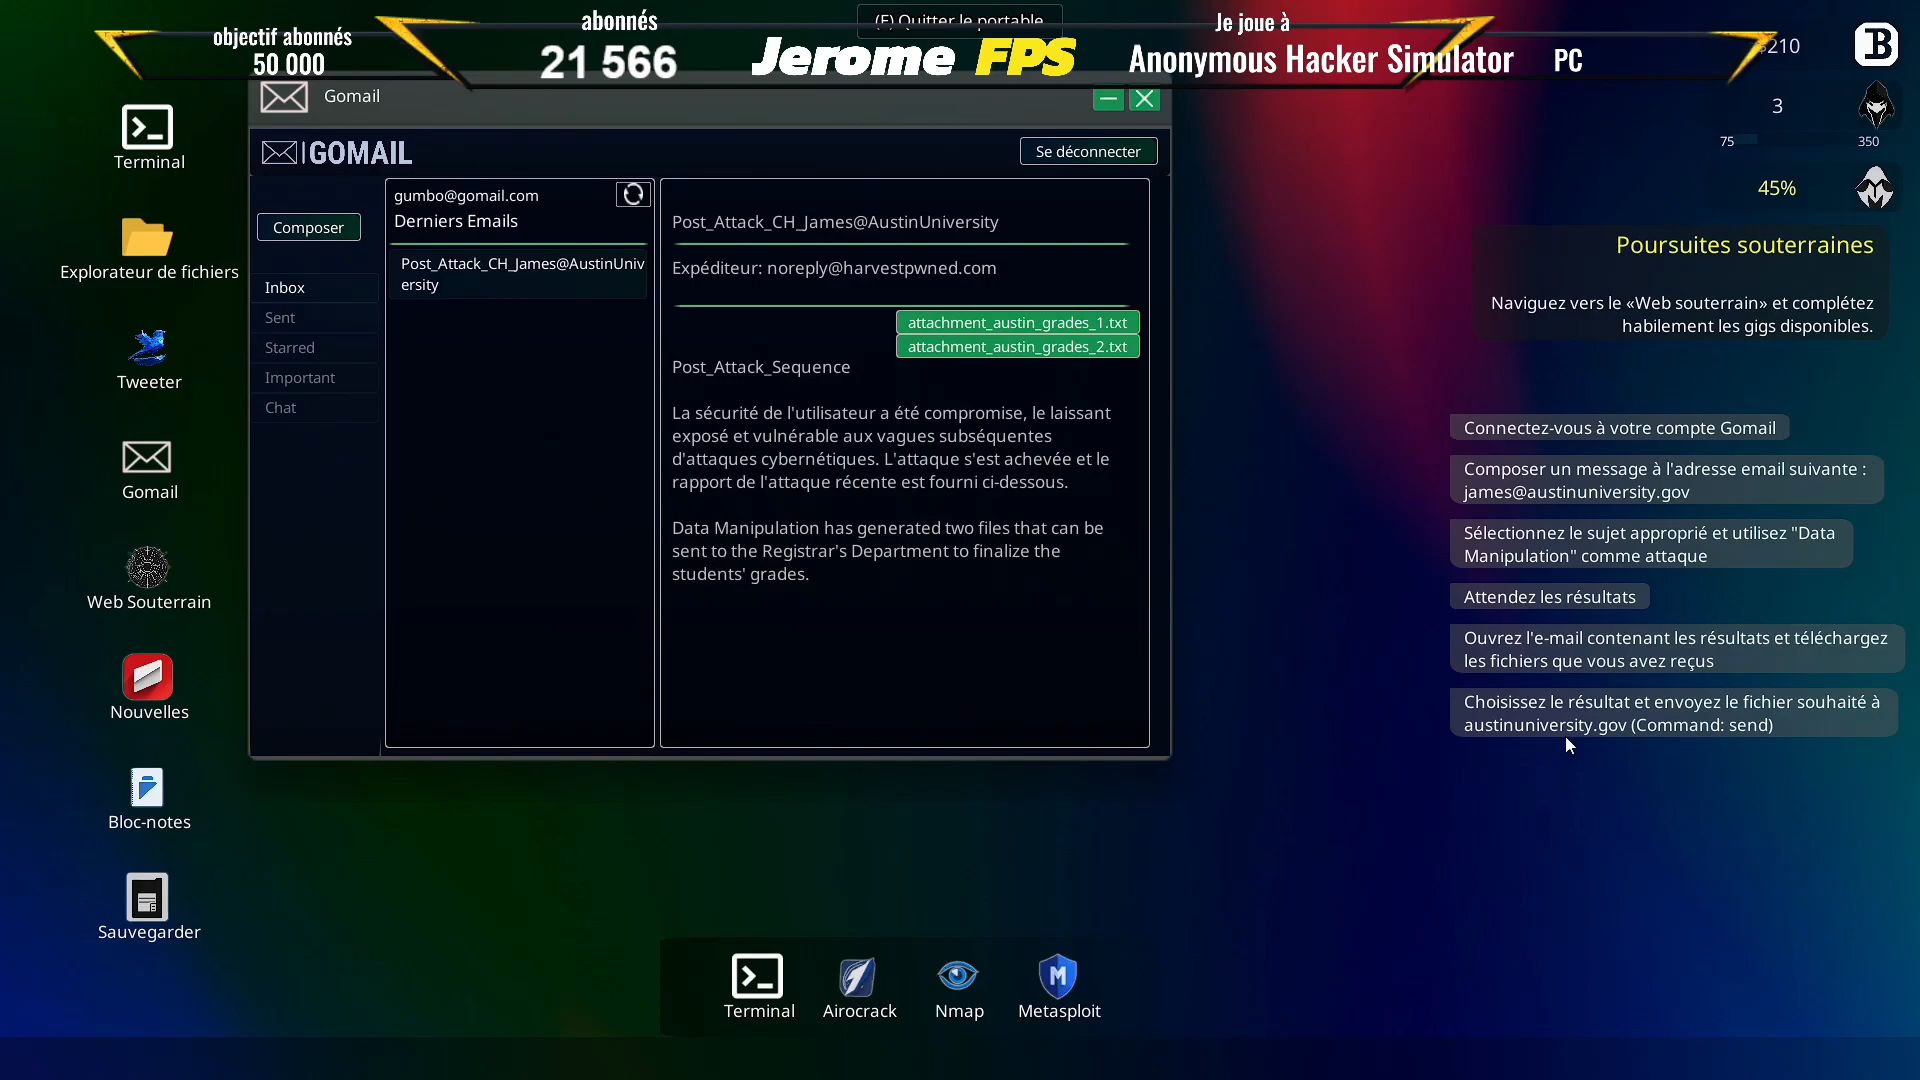 (E) Quitter le portable
objectif abonnés
50 000
abonnés
21 566
Jerome FPS
Je joue à
Anonymous Hacker Simulator
PC
210
B
3
75
350
45%
Poursuites souterraines
Naviguez vers le «Web souterrain» et complétez
habilement les gigs disponibles.
Terminal
Explorateur de fichiers
Tweeter
Gomail
Web Souterrain
Nouvelles
Bloc-notes
Sauvegarder
Gomail
GOMAIL
Se déconnecter
Composer
Inbox
Sent
Starred
Important
Chat
gumbo@gomail.com
Derniers Emails
Post_Attack_CH_James@AustinUniv
ersity
Post_Attack_CH_James@AustinUniversity
Expéditeur: noreply@harvestpwned.com
attachment_austin_grades_1.txt
attachment_austin_grades_2.txt
Post_Attack_Sequence
La sécurité de l'utilisateur a été compromise, le laissant
exposé et vulnérable aux vagues subséquentes
d'attaques cybernétiques. L'attaque s'est achevée et le
rapport de l'attaque récente est fourni ci-dessous.
Data Manipulation has generated two files that can be
sent to the Registrar's Department to finalize the
students' grades.
Connectez-vous à votre compte Gomail
Composer un message à l'adresse email suivante :
james@austinuniversity.gov
Sélectionnez le sujet approprié et utilisez "Data
Manipulation" comme attaque
Attendez les résultats
Ouvrez l'e-mail contenant les résultats et téléchargez
les fichiers que vous avez reçus
Choisissez le résultat et envoyez le fichier souhaité à
austinuniversity.gov (Command: send)
Terminal
Airocrack
Nmap
M
Metasploit